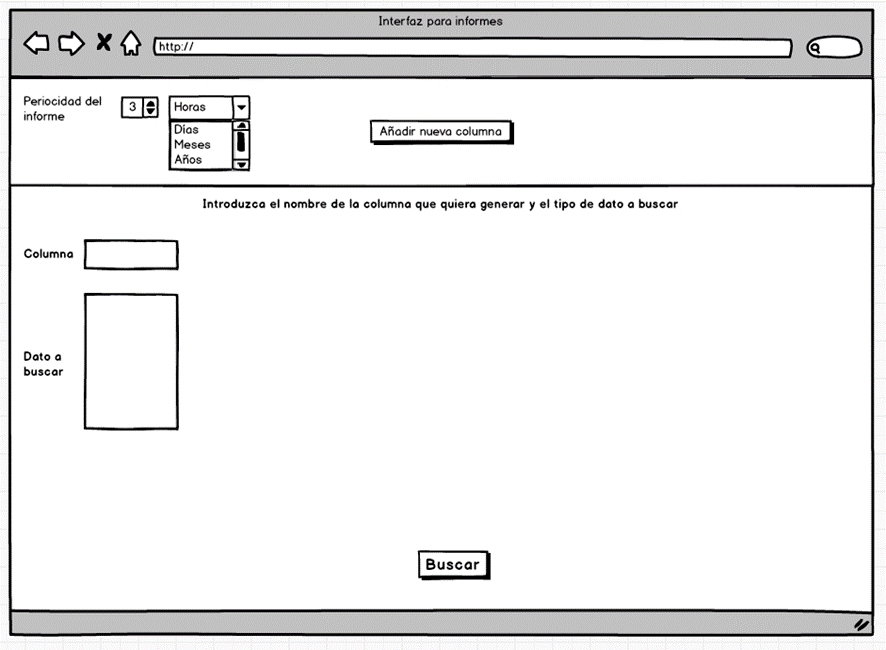 Interfaz para informes
http://
Periocidad del
informe
3
Horas
Días
Meses
Años
Añadir nueva columna
Introduzca el nombre de la columna que quiera generar y el tipo de dato a buscar
Columna
Dato a
buscar
Buscar